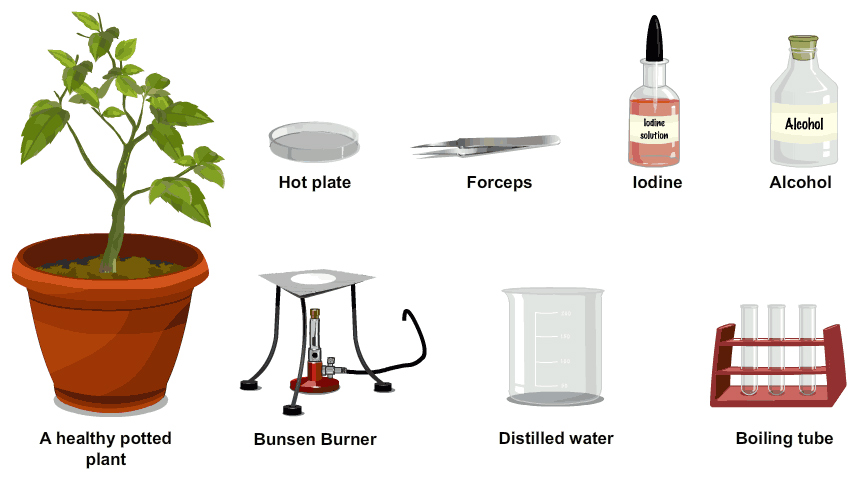 Iodine
solution
Alcohol
Hot plate
Forceps
Iodine
Alcohol
A healthy potted
plant
Bunsen Burner
Distilled water
Boiling tube